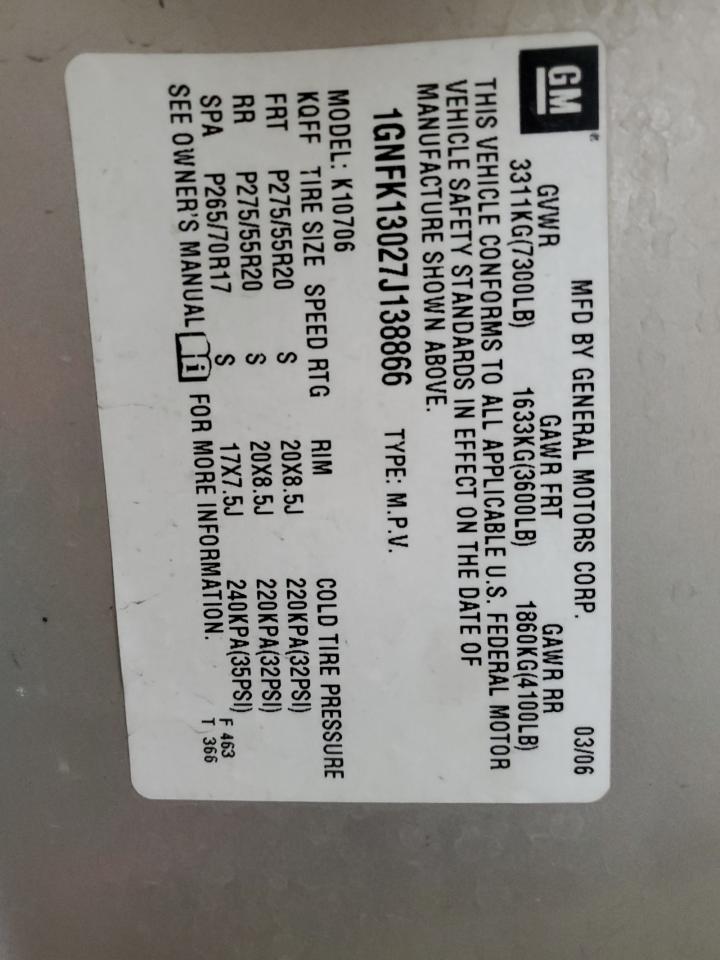 GM
MFD BY GENERAL MOTORS CORP. 03/06
GVWR GAWR FRT GAWR RR
3311KG(7300LB) 1633KG(3600LB) 1860KG(4100LB)
THIS VEHICLE CONFORMS TO ALL APPLICABLE U.S. FEDERAL MOTOR
VEHICLE SAFETY STANDARDS IN EFFECT ON THE DATE OF
MANUFACTURE SHOWN ABOVE.
1GNFK13027J138866 TYPE: M.P.V.
MODEL: K10706
KQFF TIRE SIZE SPEED RTG RIM COLD TIRE PRESSURE
FRT P275/55R20 S 20X8.5J 220KPA(32PSI)
RR P275/55R20 S 20X8.5J 220KPA(32PSI)
SPA P265/70R17 S 17X7.5J 240KPA(35PSI)
SEE OWNER'S MANUAL FOR MORE INFORMATION.
F 463
T 366